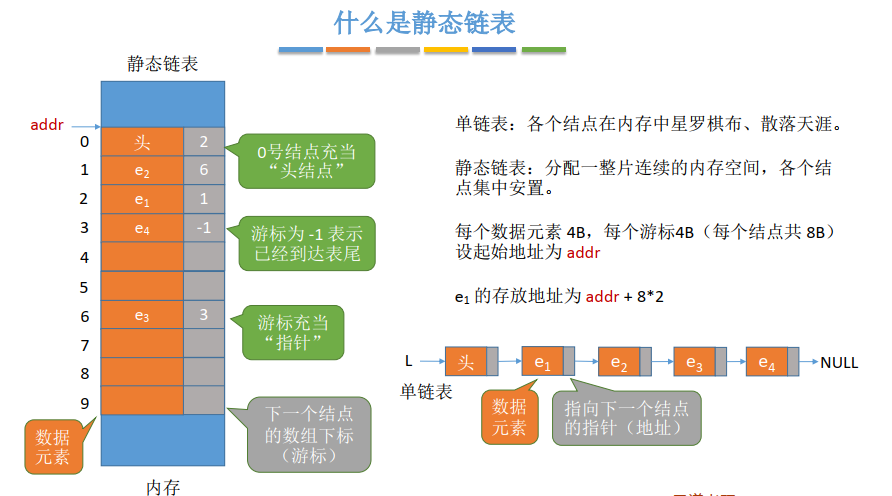 什么是静态链表
静态链表
addr
0 头 2
1 e₂ 6
2 e₁ 1
3 e₄ -1
4
5
6 e₃ 3
7
8
9
0号结点充当
“头结点”
游标为 -1 表示
已经到达表尾
游标充当
“指针”
下一个结点
的数组下标
（游标）
数据
元素
内存
单链表：各个结点在内存中星罗棋布、散落天涯。
静态链表：分配一整片连续的内存空间，各个结
点集中安置。
每个数据元素 4B，每个游标4B（每个结点共 8B）
设起始地址为 addr
e₁ 的存放地址为 addr + 8*2
L 头 e₁ e₂ e₃ e₄ NULL
单链表
数据
元素
指向下一个结点
的指针（地址）